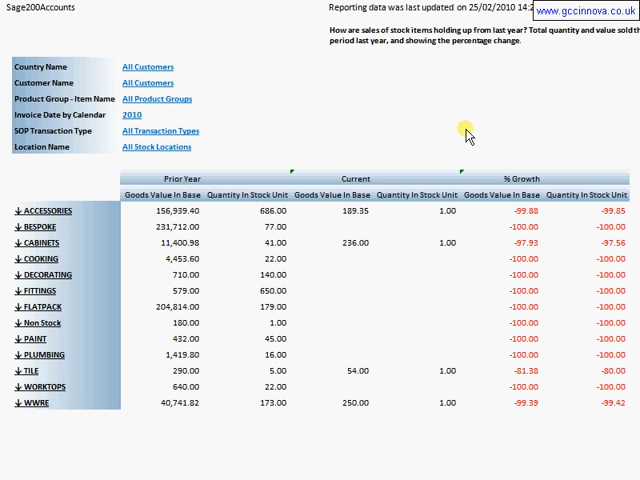 Sage200Accounts Reporting data was last updated on 25/02/2010 14:2
www.gccinnova.co.uk
How are sales of stock items holding up from last year? Total quantity and value sold th
period last year, and showing the percentage change.
Country Name All Customers
Customer Name All Customers
Product Group - Item Name All Product Groups
Invoice Date by Calendar 2010
SOP Transaction Type All Transaction Types
Location Name All Stock Locations
Prior Year Current % Growth
Goods Value In Base Quantity In Stock Unit Goods Value In Base Quantity In Stock Unit Goods Value In Base Quantity In Stock Unit
↓ ACCESSORIES 156,939.40 686.00 189.35 1.00 -99.88 -99.85
↓ BESPOKE 231,712.00 77.00 -100.00 -100.00
↓ CABINETS 11,400.98 41.00 236.00 1.00 -97.93 -97.56
↓ COOKING 4,453.60 22.00 -100.00 -100.00
↓ DECORATING 710.00 140.00 -100.00 -100.00
↓ FITTINGS 579.00 650.00 -100.00 -100.00
↓ FLATPACK 204,814.00 179.00 -100.00 -100.00
↓ Non Stock 180.00 1.00 -100.00 -100.00
↓ PAINT 432.00 45.00 -100.00 -100.00
↓ PLUMBING 1,419.80 16.00 -100.00 -100.00
↓ TILE 290.00 5.00 54.00 1.00 -81.38 -80.00
↓ WORKTOPS 640.00 22.00 -100.00 -100.00
↓ WWRE 40,741.82 173.00 250.00 1.00 -99.39 -99.42